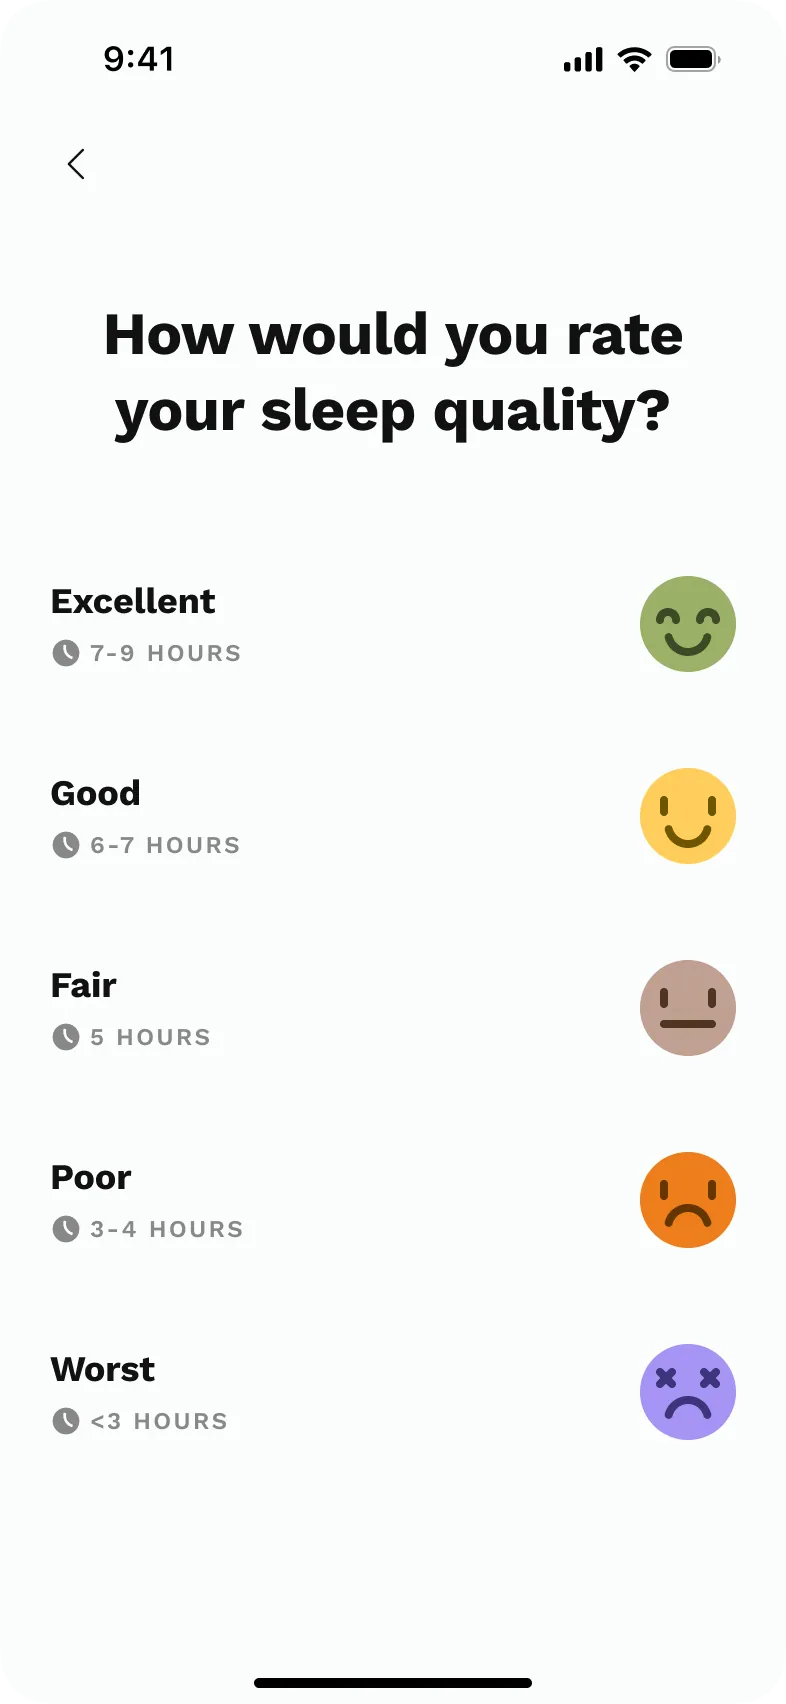 9:41
How would you rate
your sleep quality?
Excellent
7-9 HOURS
Good
6-7 HOURS
Fair
5 HOURS
Poor
3-4 HOURS
Worst
<3 HOURS